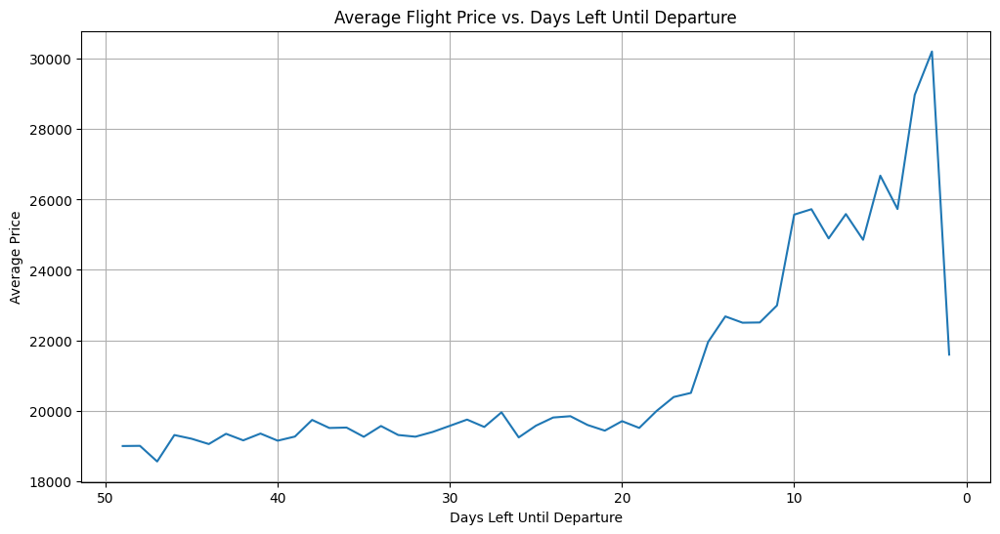 Average Flight Price vs. Days Left Until Departure
30000
28000
26000
24000
22000
20000
18000
Average Price
50 40 30 20 10 0
Days Left Until Departure